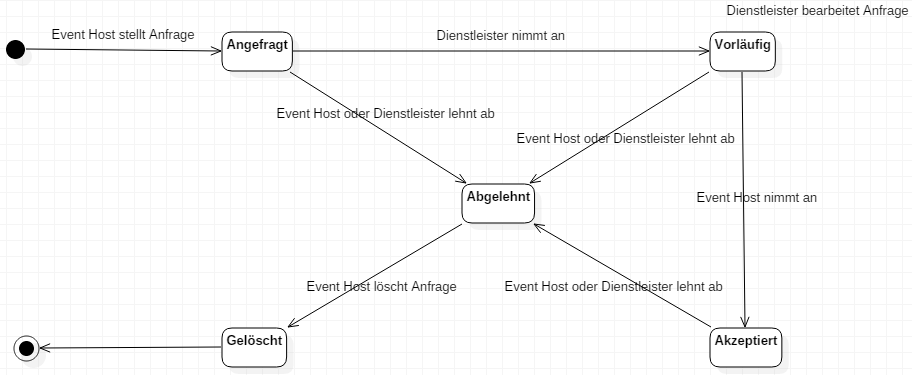 Dienstleister bearbeitet Anfrage
Event Host stellt Anfrage
Angefragt
Dienstleister nimmt an
Vorläufig
Event Host oder Dienstleister lehnt ab
Event Host oder Dienstleister lehnt ab
Abgelehnt
Event Host nimmt an
Event Host löscht Anfrage
Event Host oder Dienstleister lehnt ab
Gelöscht
Akzeptiert